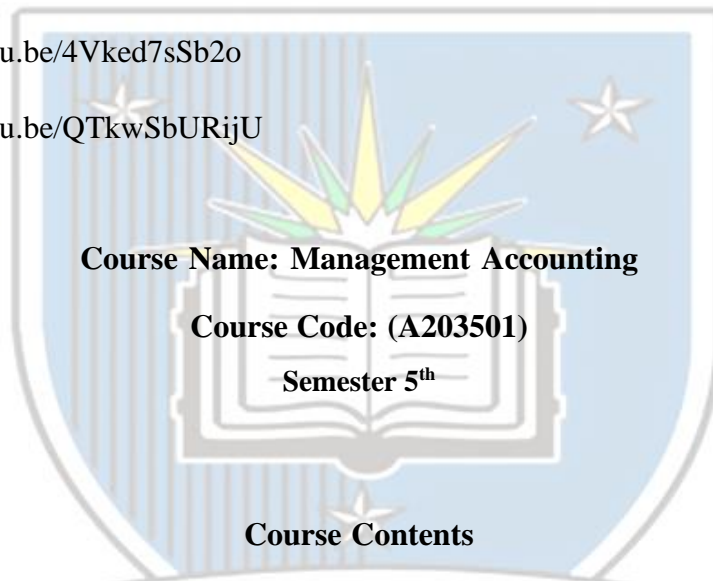 u.be/4Vked7sSb2o
u.be/QTkwSbURijU
Course Name: Management Accounting
Course Code: (A203501)
Semester 5th
Course Contents